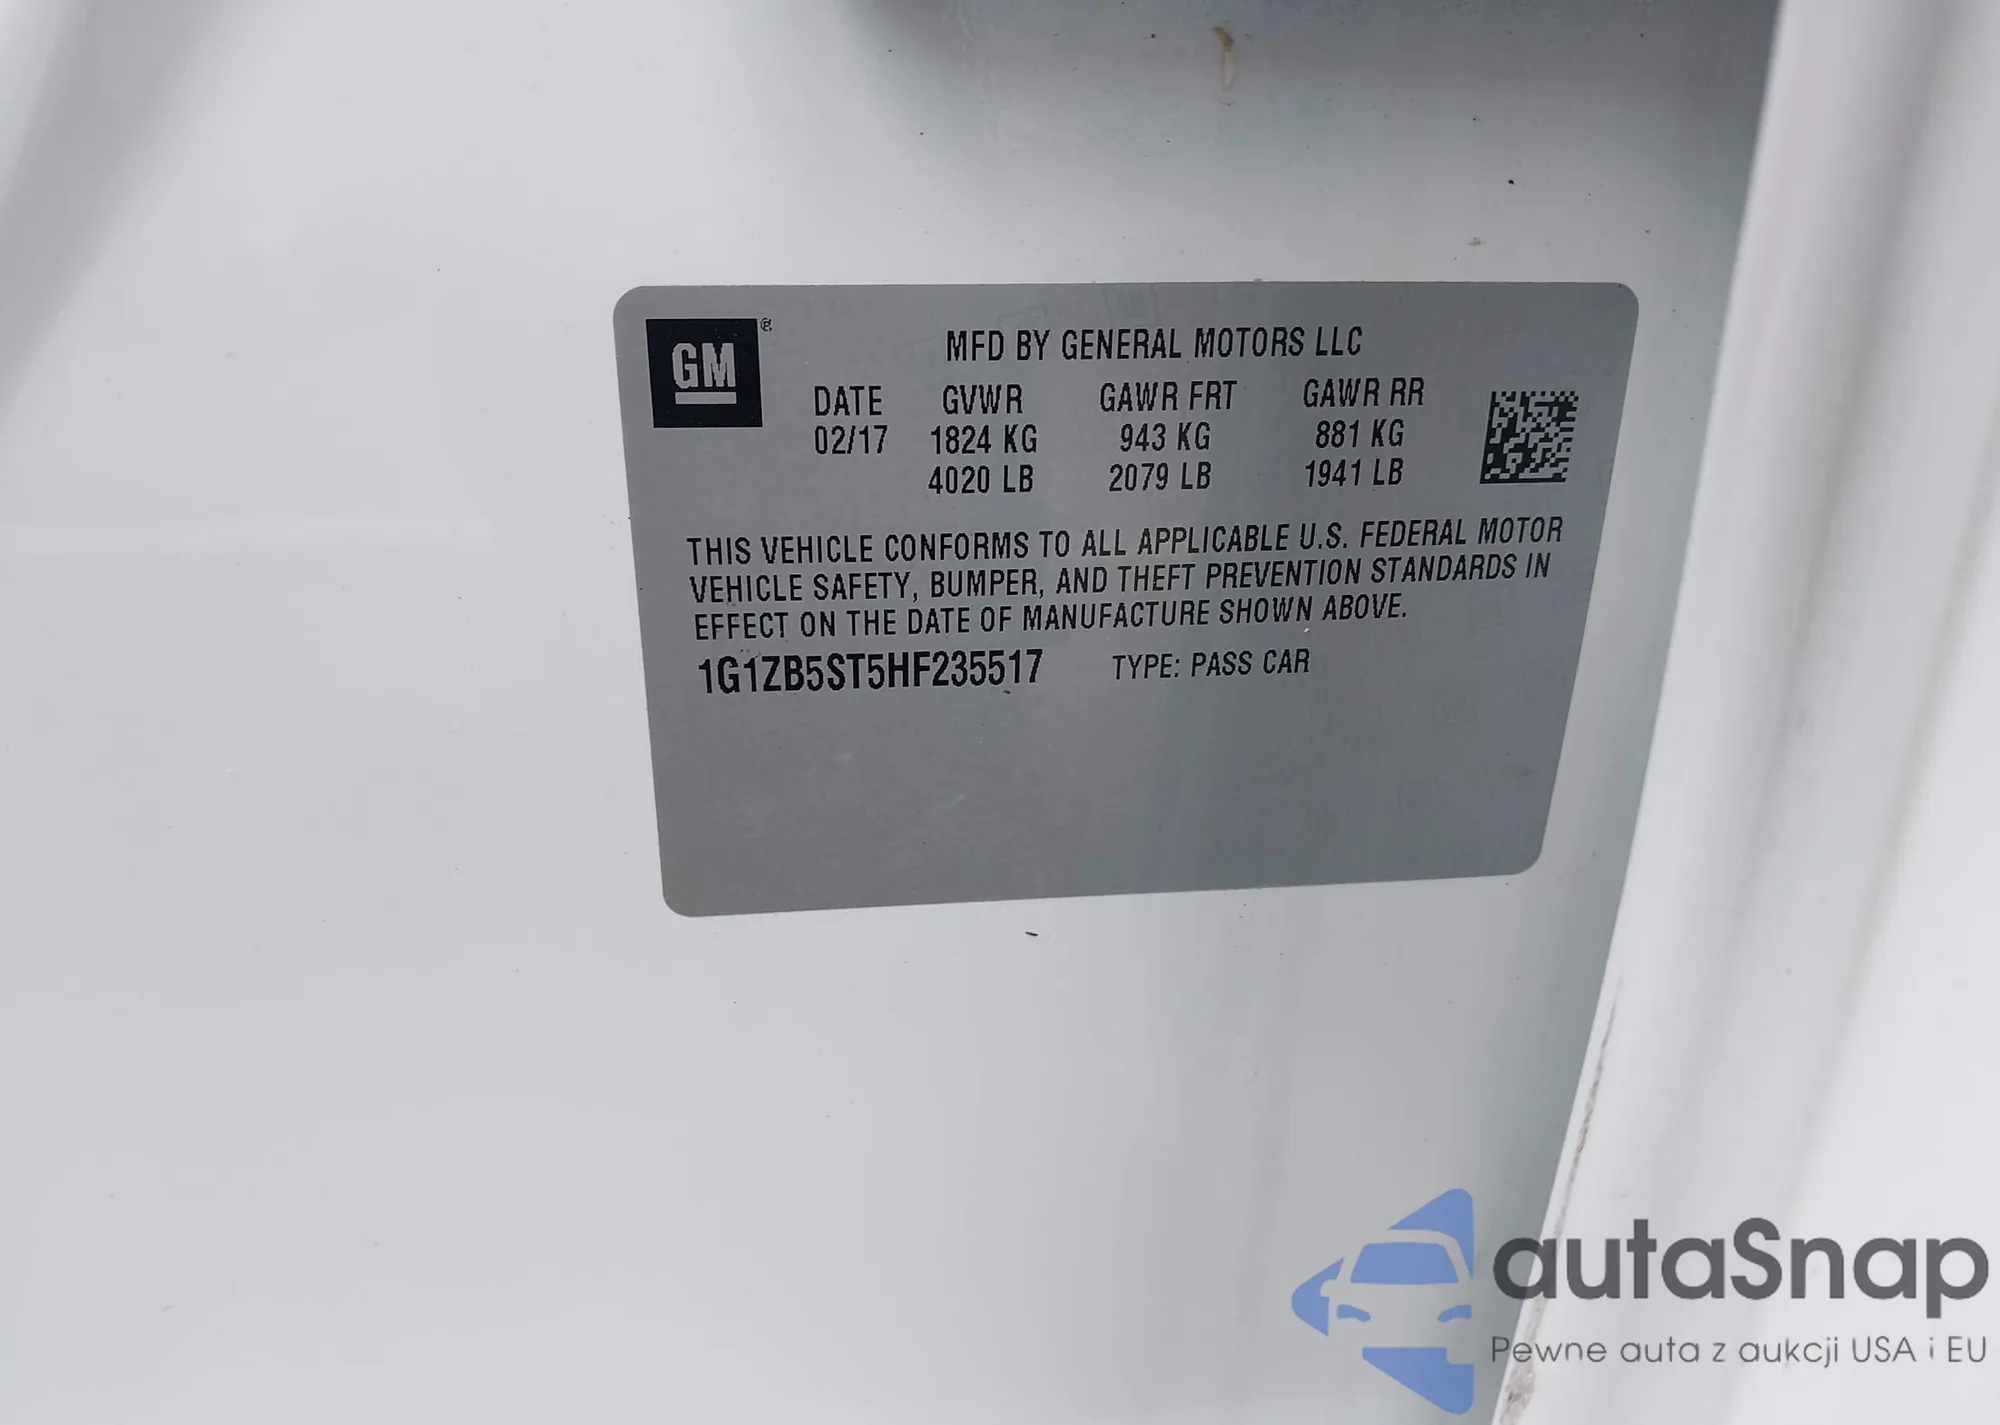 GM
MFD BY GENERAL MOTORS LLC
DATE GVWR GAWR FRT GAWR RR
02/17 1824 KG 943 KG 881 KG
4020 LB 2079 LB 1941 LB
THIS VEHICLE CONFORMS TO ALL APPLICABLE U.S. FEDERAL MOTOR
VEHICLE SAFETY, BUMPER, AND THEFT PREVENTION STANDARDS IN
EFFECT ON THE DATE OF MANUFACTURE SHOWN ABOVE.
1G1ZB5ST5HF235517 TYPE: PASS CAR
autaSnap
Pewne auta z aukcji USA i EU